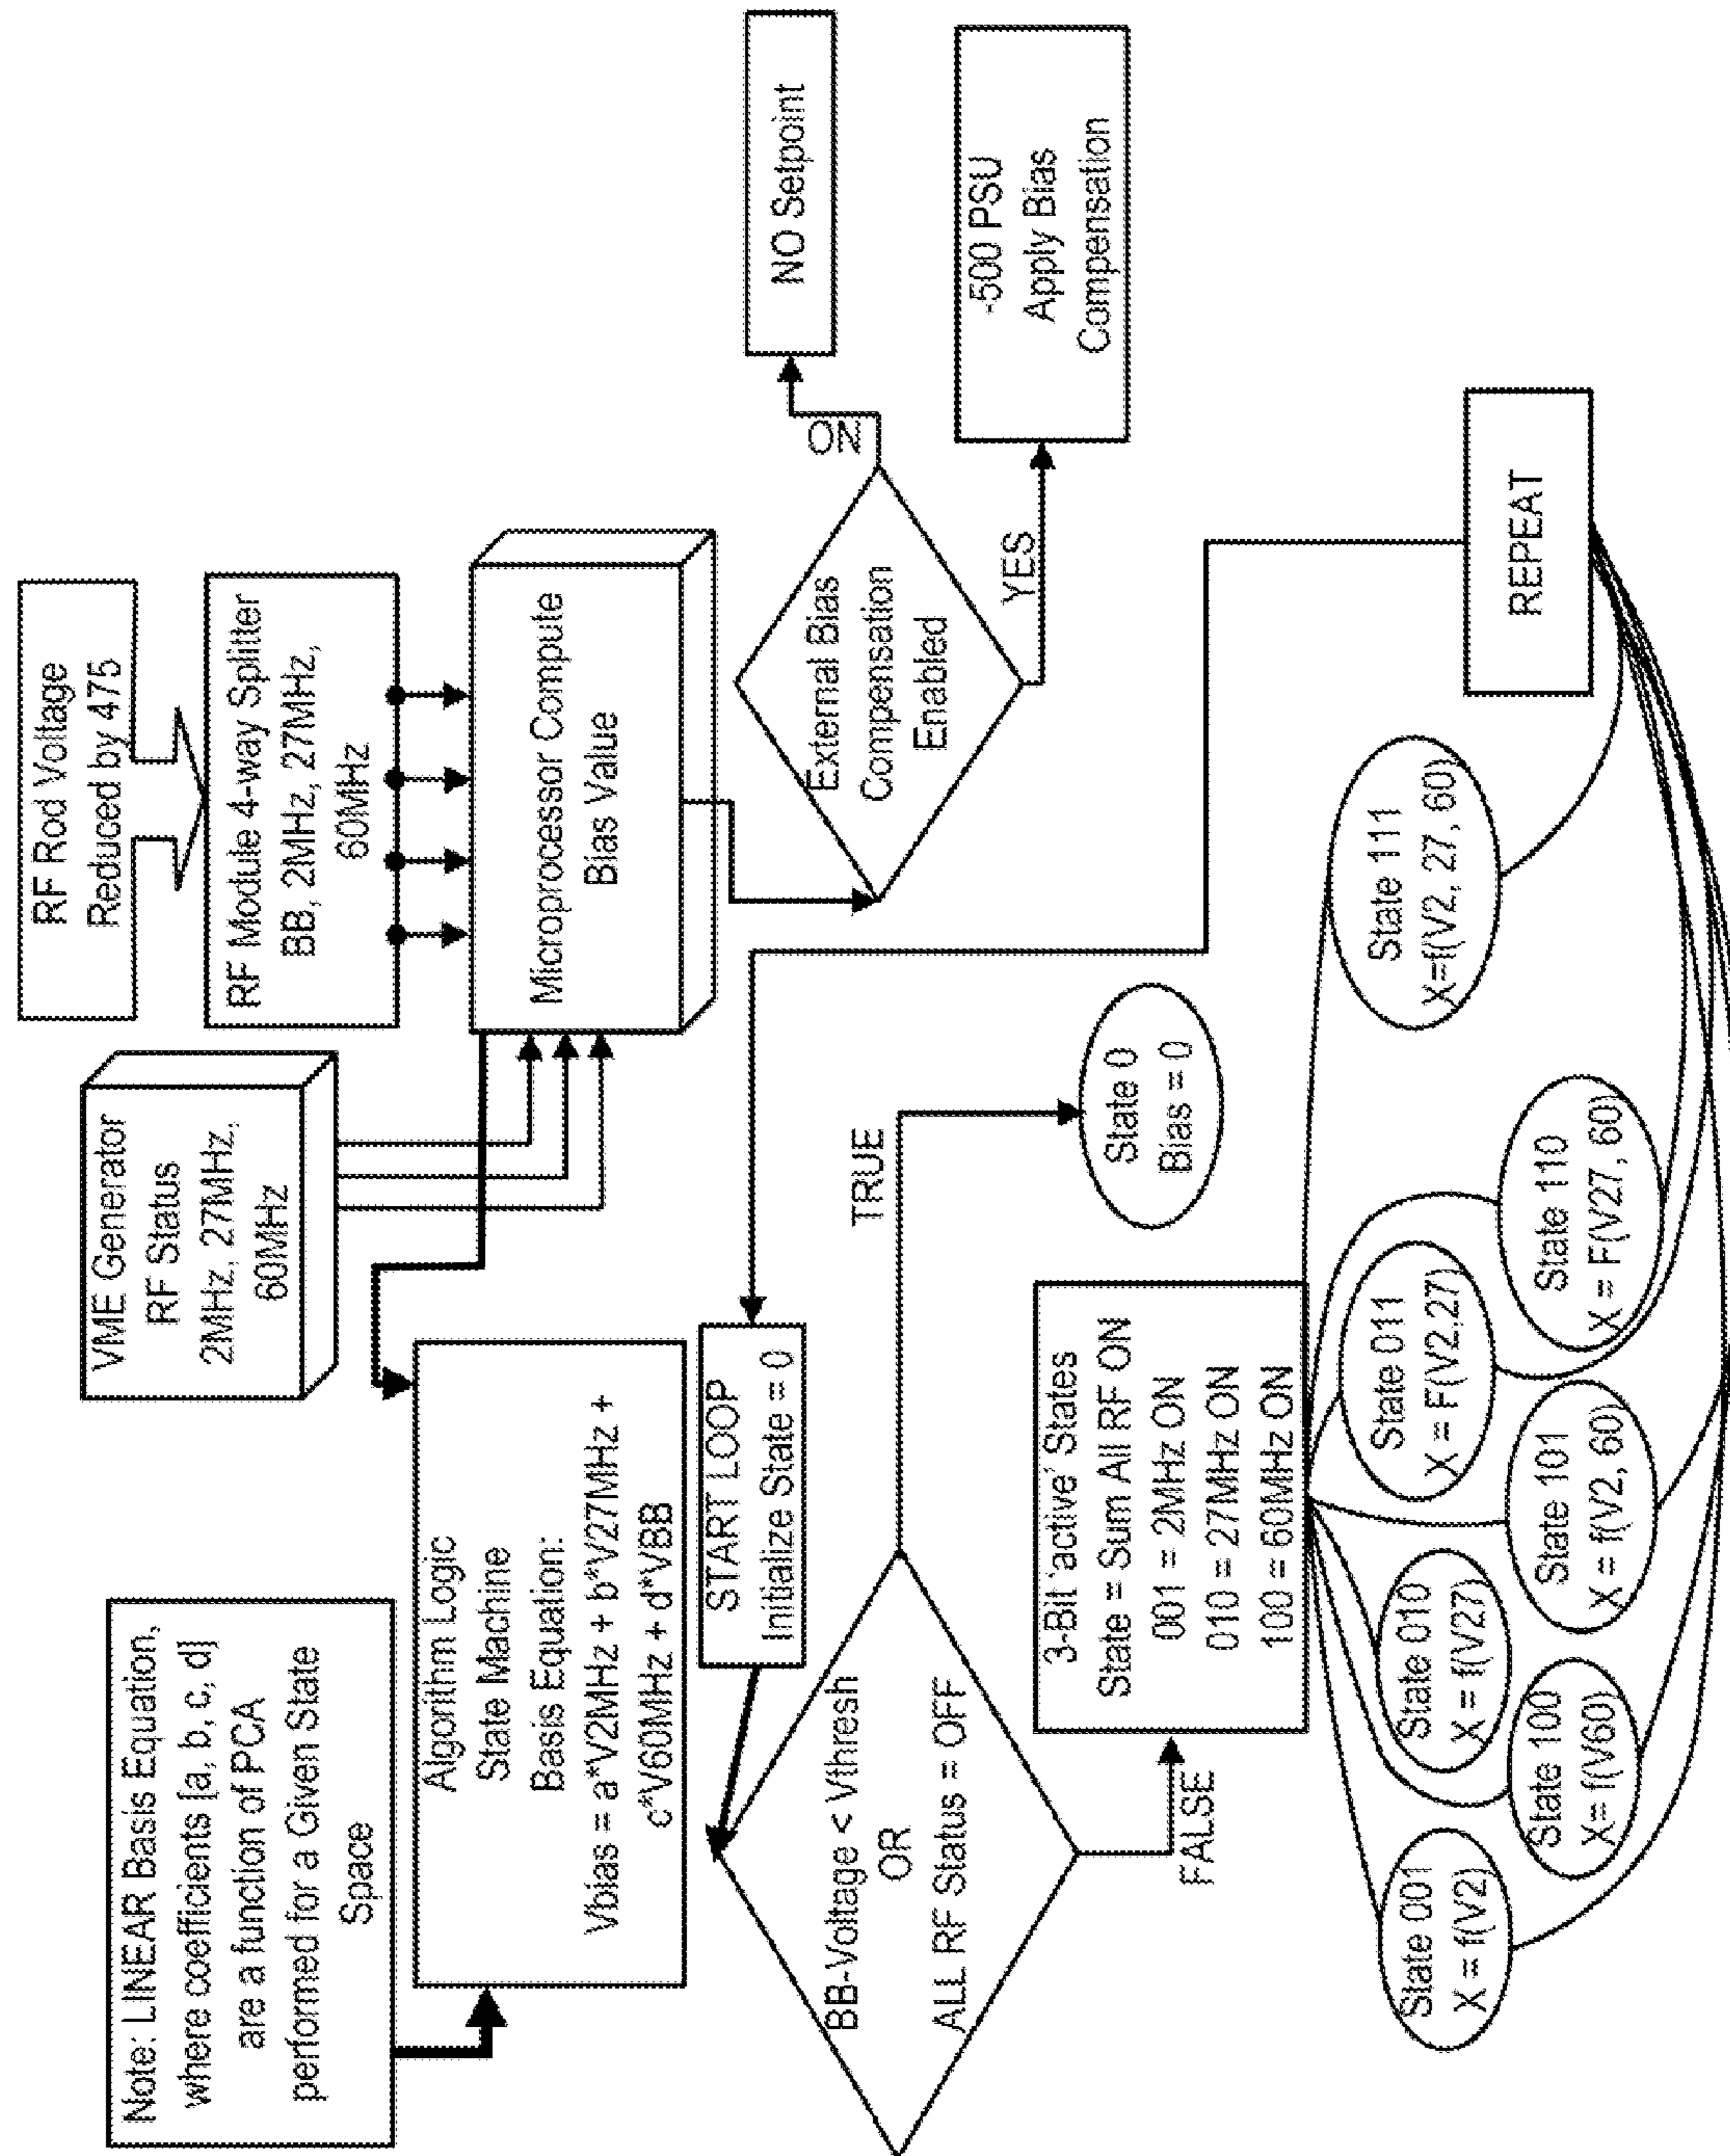 Note: LINEAR Basis Equation,
where coefficients [a, b, c, d]
are a function of PCA
performed for a Given State
Space
VME Generator
RF Status
2MHz, 27MHz,
60MHz
RF Rod Voltage
Reduced by 475
RF Module 4-way Splitter
BB, 2MHz, 27MHz,
60MHz
Algorithm Logic
State Machine
Basis Equation:
Vbias = a*V2MHz + b*V27MHz +
c*V60MHz + d*VBB
Microprocessor Compute
Bias Value
START LOOP
Initialize State = 0
External Bias
Compensation
Enabled
NO
NO Setpoint
YES
-500 PSU
Apply Bias
Compensation
BB-Voltage < Vthresh
OR
ALL RF Status = OFF
TRUE
State 0
Bias = 0
FALSE
3-Bit 'active' States
State = Sum All RF ON
001 = 2MHz ON
010 = 27MHz ON
100 = 60MHz ON
State 001
X = f(V2)
State 100
X= f(V60)
State 010
X = f(V27)
State 101
X = f(V2, 60)
State 011
X = F(V2,27)
State 110
X = F(V27, 60)
State 111
X=f((V2, 27, 60)
REPEAT